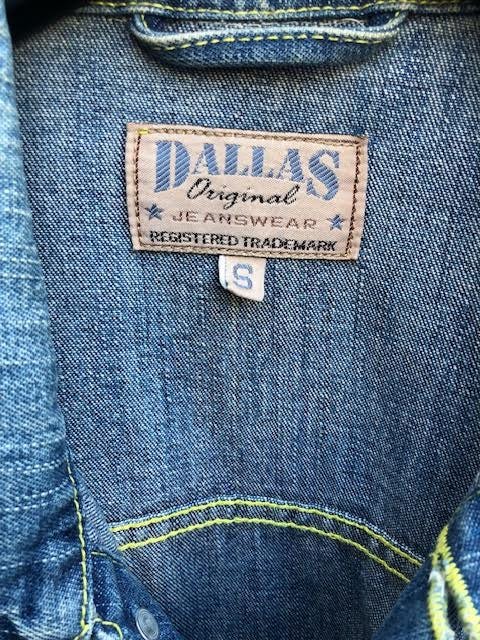 DALLAS
Original
JEANSWEAR
REGISTERED TRADEMARK
S